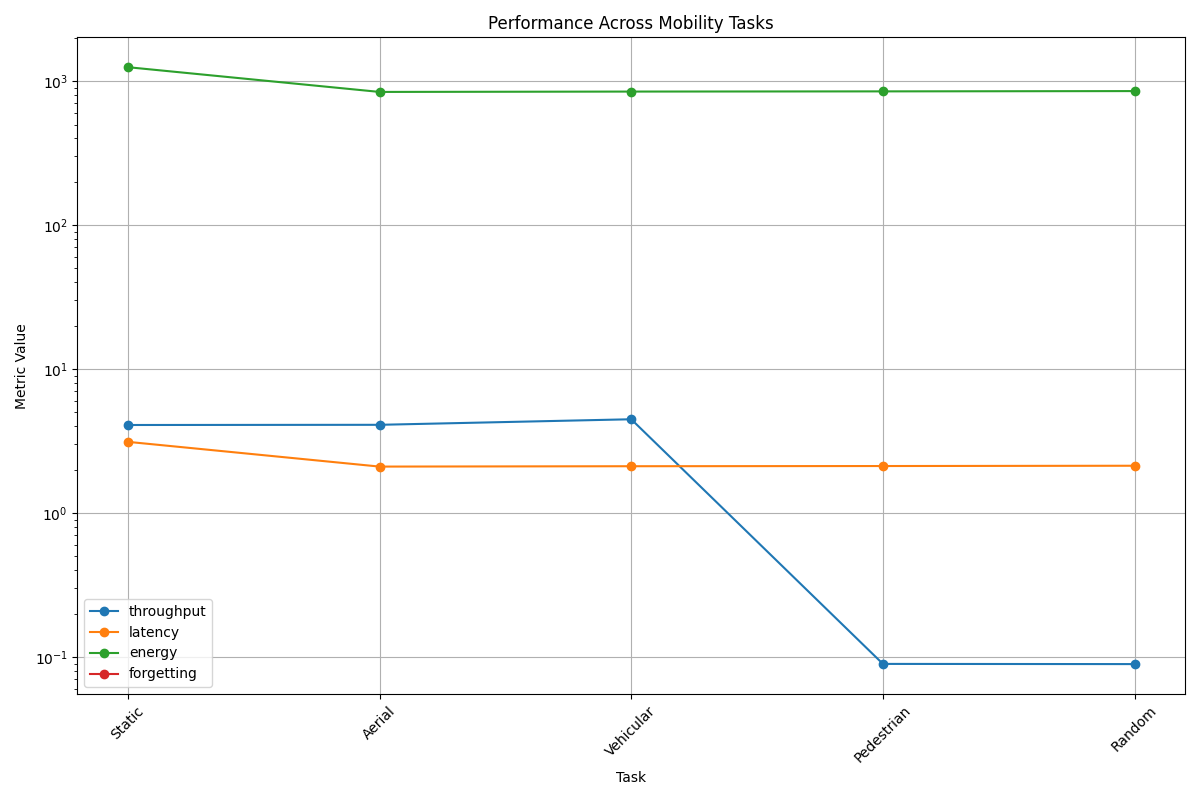 Performance Across Mobility Tasks
Metric Value
10³
10²
10¹
10⁰
10⁻¹
throughput
latency
energy
forgetting
Static
Aerial
Vehicular
Pedestrian
Random
Task